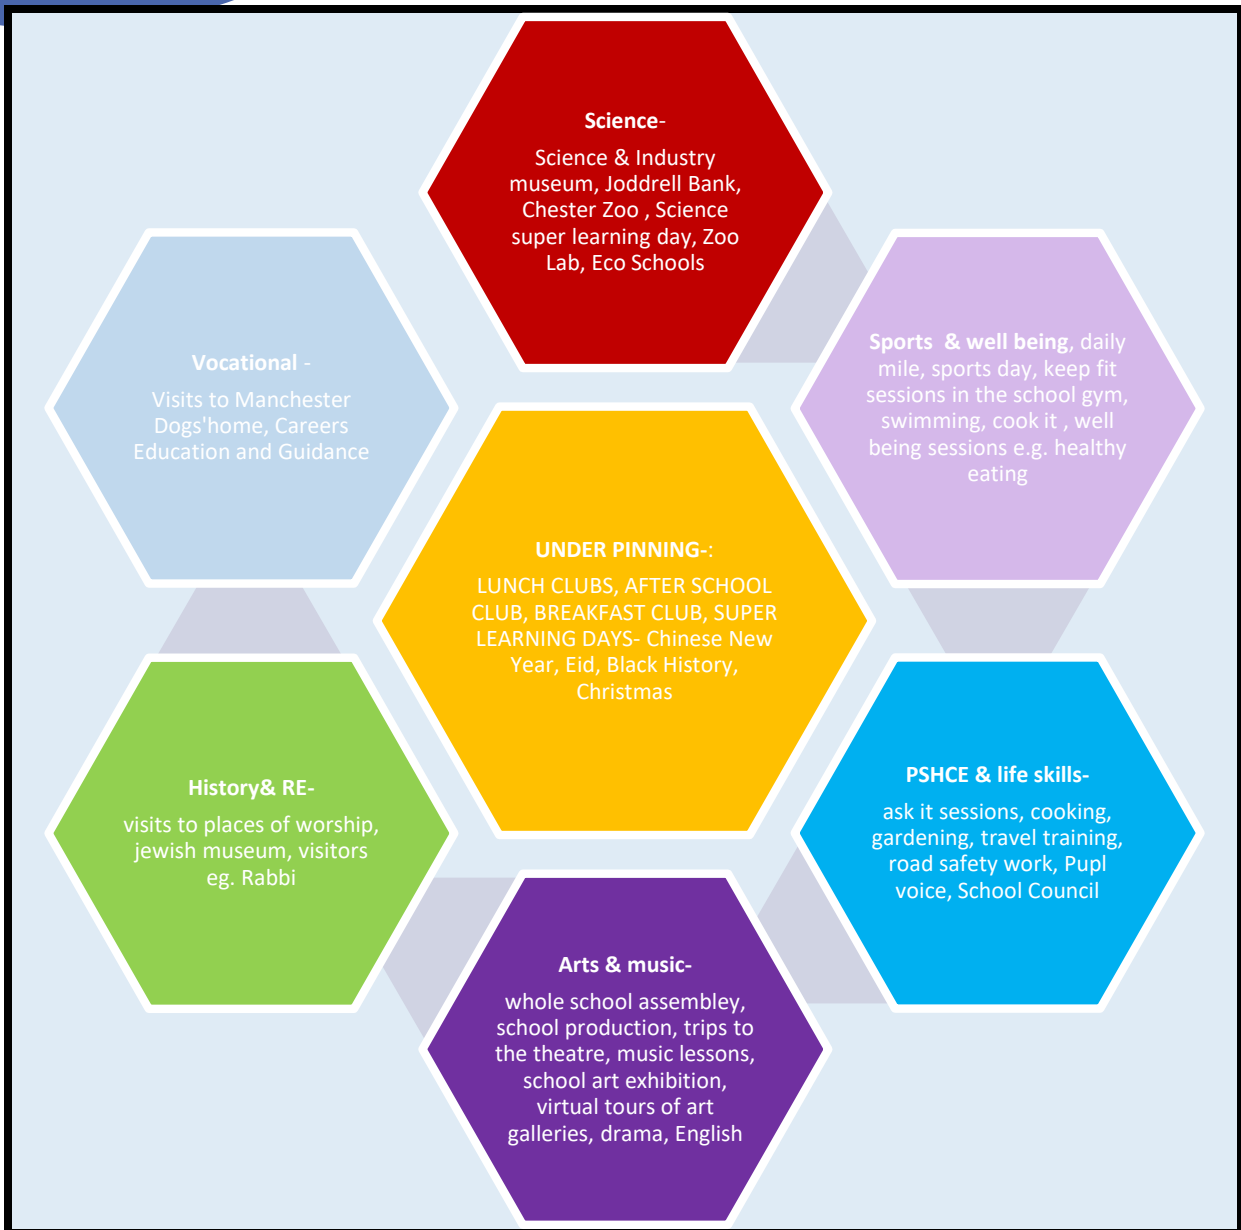 Science-
Science & Industry
museum, Joddrell Bank,
Chester Zoo , Science
super learning day, Zoo
Lab, Eco Schools
Sports  & well being, daily
mile, sports day, keep fit
sessions in the school gym,
swimming, cook it , well
being sessions e.g. healthy
eating
Vocational -
Visits to Manchester
Dogs'home, Careers
Education and Guidance
UNDER PINNING-:
LUNCH CLUBS, AFTER SCHOOL
CLUB, BREAKFAST CLUB, SUPER
LEARNING DAYS- Chinese New
Year, Eid, Black History,
Christmas
PSHCE & life skills-
ask it sessions, cooking,
gardening, travel training,
road safety work, Pupl
voice, School Council
History& RE-
visits to places of worship,
jewish museum, visitors
eg. Rabbi
Arts & music-
whole school assembley,
school production, trips to
the theatre, music lessons,
school art exhibition,
virtual tours of art
galleries, drama, English